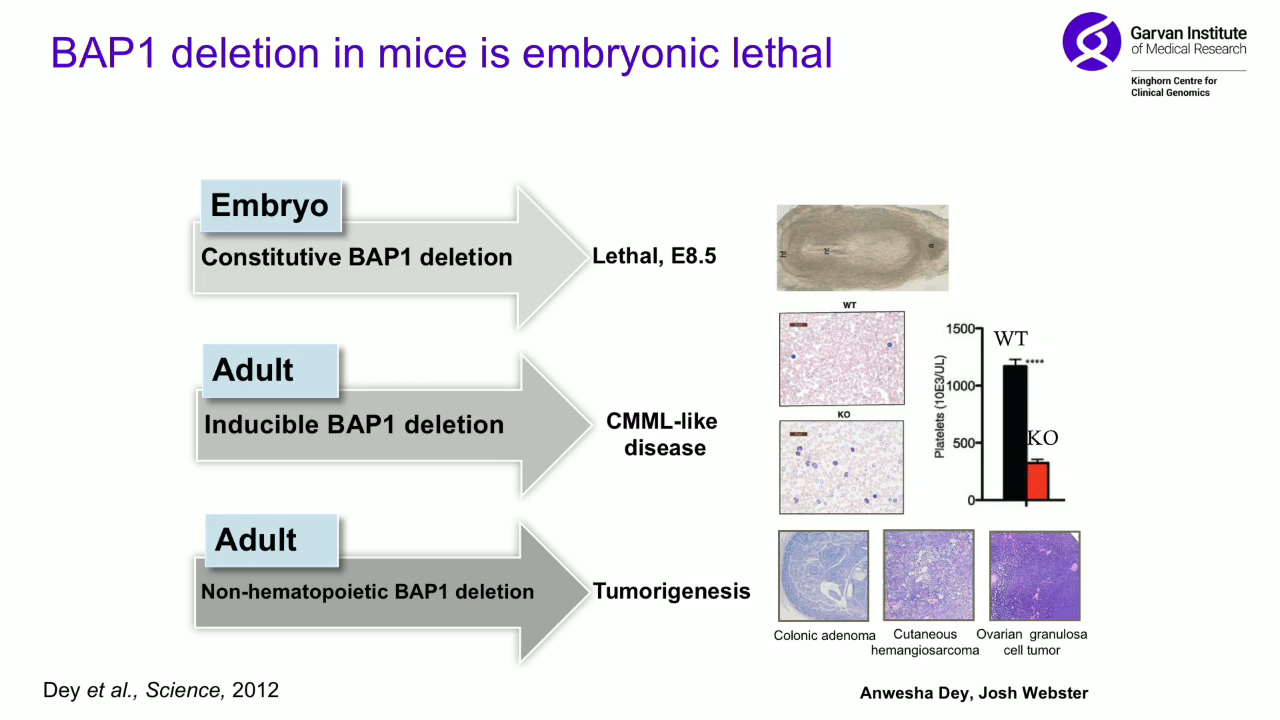 BAP1 deletion in mice is embryonic lethal
Garvan Institute
of Medical Research
Kinghorn Centre for
Clinical Genomics
Embryo
Constitutive BAP1 deletion
Lethal, E8.5
Adult
Inducible BAP1 deletion
CMML-like
disease
WT
KO
Platelets (10E3/UL)
1500
1000
500
0
WT
****
KO
Adult
Non-hematopoietic BAP1 deletion
Tumorigenesis
Colonic adenoma
Cutaneous
hemangiosarcoma
Ovarian granulosa
cell tumor
Dey et al., Science, 2012
Anwesha Dey, Josh Webster